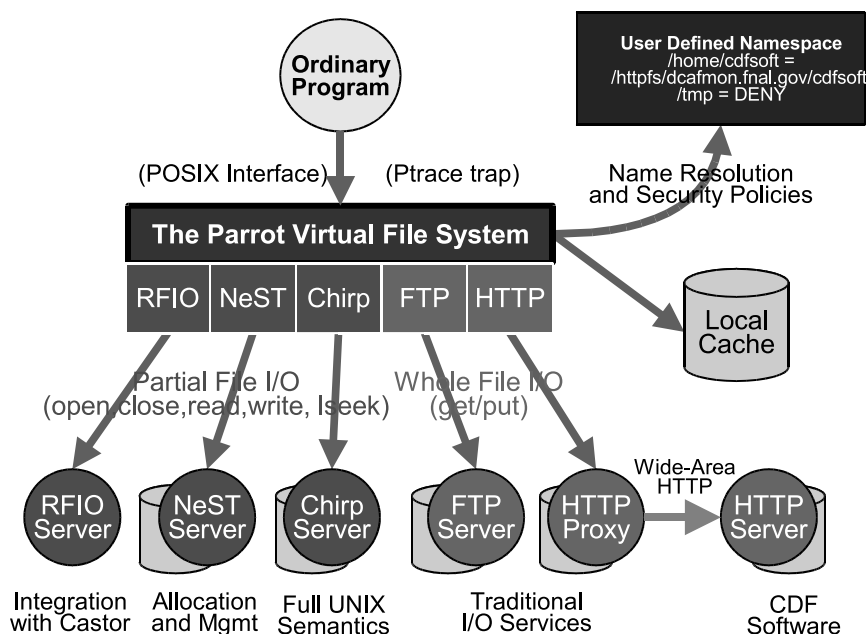 Ordinary
Program
User Defined Namespace
/home/cdfsoft =
/httpfs/dcafmon.fnal.gov/cdfsoft
/tmp = DENY
(POSIX Interface)
(Ptrace trap)
Name Resolution
and Security Policies
The Parrot Virtual File System
RFIO
NeST
Chirp
FTP
HTTP
Local
Cache
Partial File I/O
(open,close,read,write, lseek)
Whole File I/O
(get/put)
RFIO
Server
NeST
Server
Chirp
Server
FTP
Server
HTTP
Proxy
Wide-Area
HTTP
HTTP
Server
Integration
with Castor
Allocation
and Mgmt
Full UNIX
Semantics
Traditional
I/O Services
CDF
Software